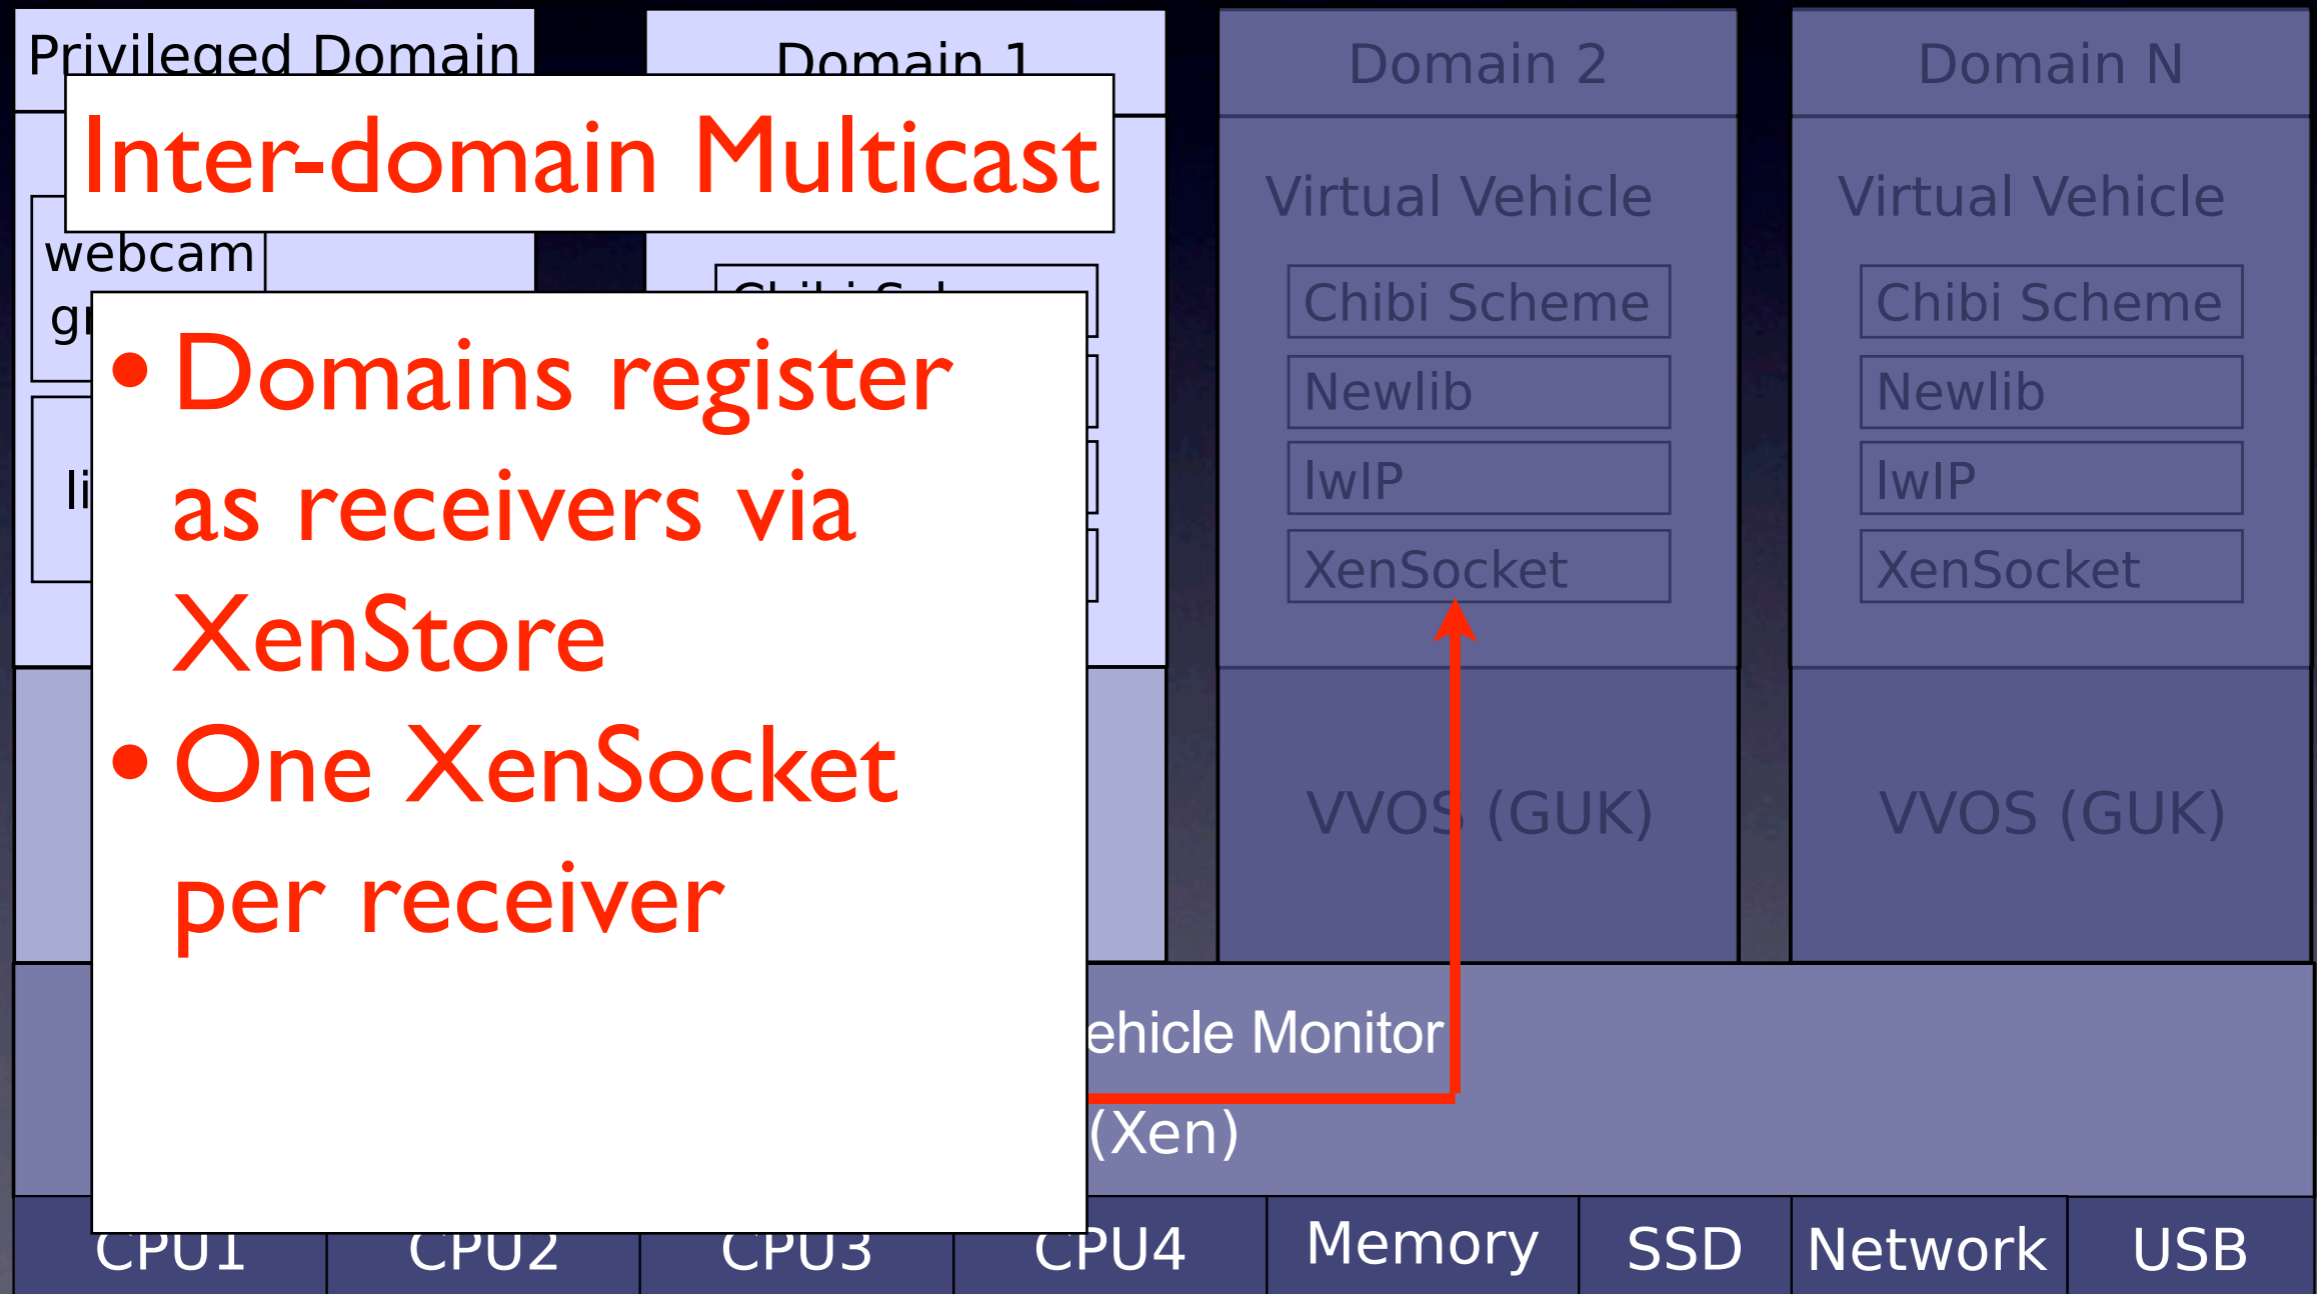 Privileged Domain
Domain 1
Domain 2
Domain N
Inter-domain Multicast
Virtual Vehicle
Virtual Vehicle
webcam
Chibi Scheme
Chibi Scheme
• Domains register
as receivers via
XenStore
• One XenSocket
per receiver
Newlib
Newlib
lwIP
lwIP
XenSocket
XenSocket
VVOS (GUK)
VVOS (GUK)
ehicle Monitor
(Xen)
CPU1
CPU2
CPU3
CPU4
Memory
SSD
Network
USB